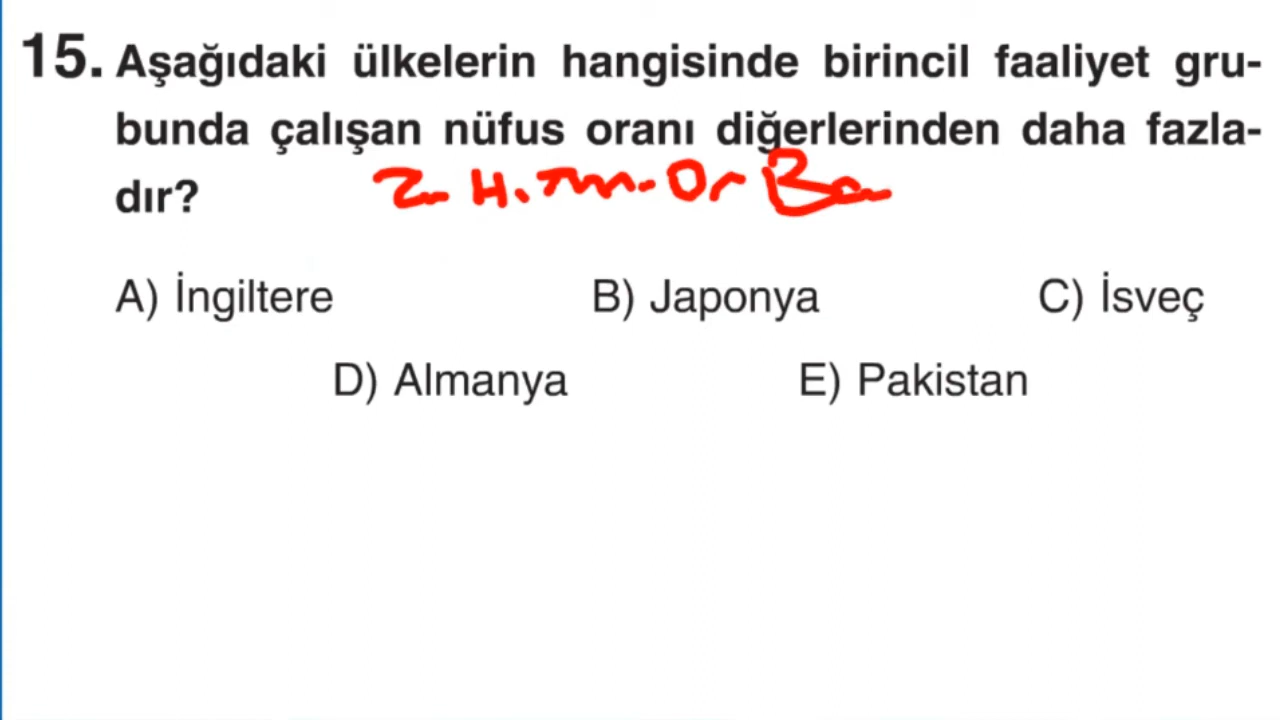 15. Aşağıdaki ülkelerin hangisinde birincil faaliyet gru-
bunda çalışan nüfus oranı diğerlerinden daha fazla-
dır?
A) İngiltere B) Japonya C) İsveç
D) Almanya E) Pakistan